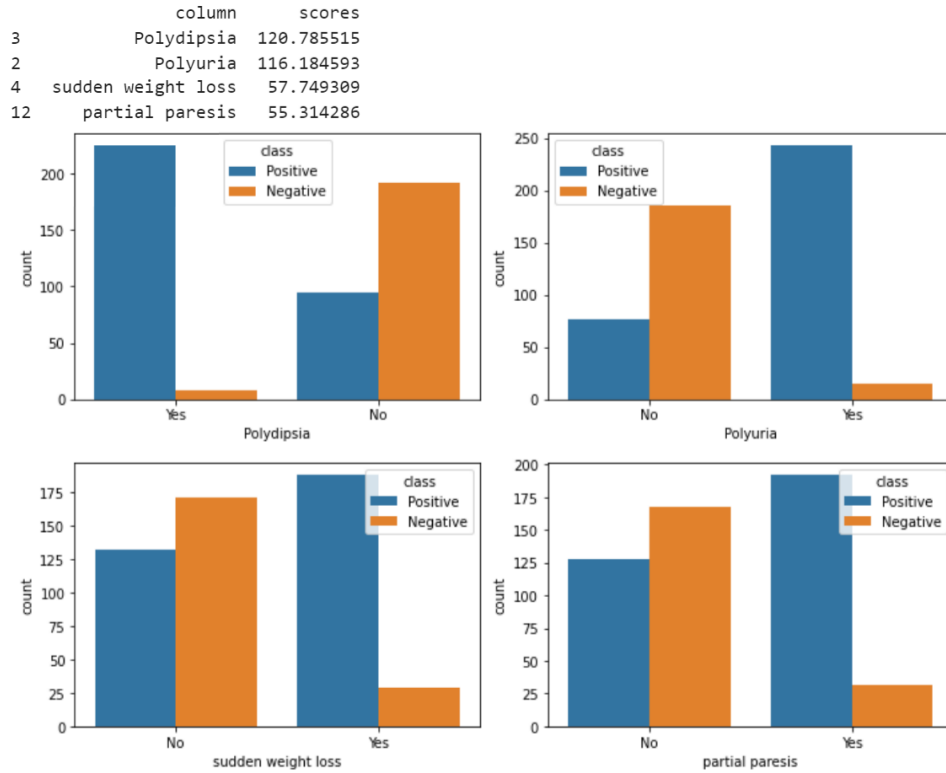 column scores
3 Polydipsia 120.785515
2 Polyuria 116.184593
4 sudden weight loss 57.749309
12 partial paresis 55.314286
class
Positive
Negative
200
150
100
50
0
count
Yes No
Polydipsia
class
Positive
Negative
250
200
150
100
50
0
count
No Yes
Polyuria
class
Positive
Negative
175
150
125
100
75
50
25
0
count
No Yes
sudden weight loss
class
Positive
Negative
200
175
150
125
100
75
50
25
0
count
No Yes
partial paresis